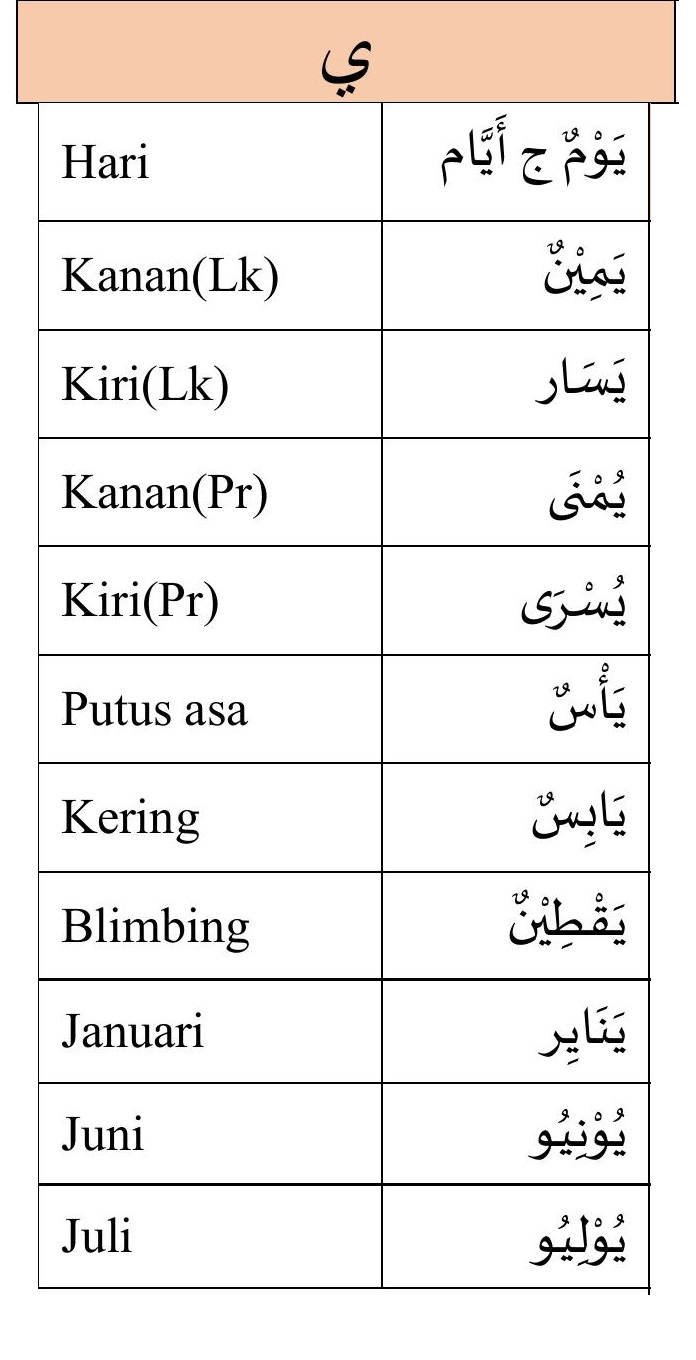 ي
Hari يَوْمٌ ج أَيَّام
Kanan(Lk) يَمِيْنٌ
Kiri(Lk) يَسَار
Kanan(Pr) يُمْنَى
Kiri(Pr) يُسْرَى
Putus asa يَأْسٌ
Kering يَابِسٌ
Blimbing يَقْطِيْنٌ
Januari يَنَايِر
Juni يُوْنِيُو
Juli يُوْلِيُو